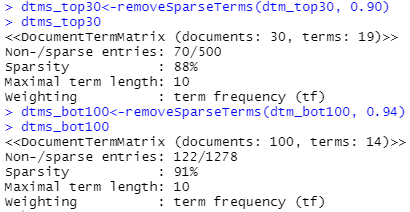 > dtms_top30<-removeSparseTerms(dtm_top30, 0.90)
> dtms_top30
<<DocumentTermMatrix (documents: 30, terms: 19)>>
Non-/sparse entries: 70/500
Sparsity           : 88%
Maximal term length: 10
Weighting          : term frequency (tf)
> dtms_bot100<-removeSparseTerms(dtm_bot100, 0.94)
> dtms_bot100
<<DocumentTermMatrix (documents: 100, terms: 14)>>
Non-/sparse entries: 122/1278
Sparsity           : 91%
Maximal term length: 10
Weighting          : term frequency (tf)